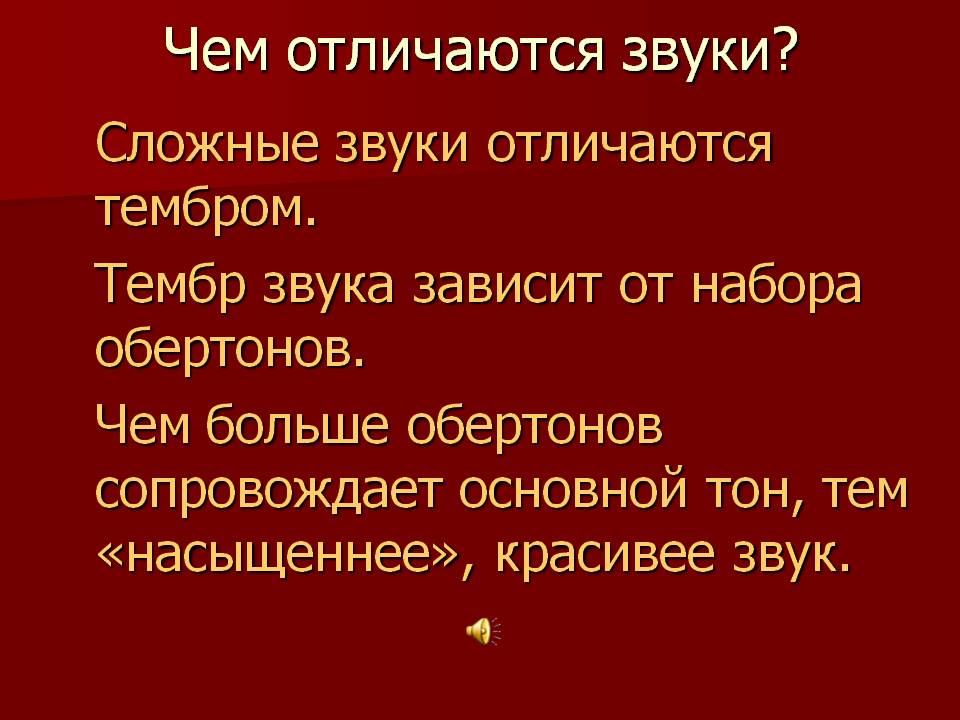 Чем отличаются звуки?
Сложные звуки отличаются
тембром.
Тембр звука зависит от набора
обертонов.
Чем больше обертонов
сопровождает основной тон, тем
«насыщеннее», красивее звук.